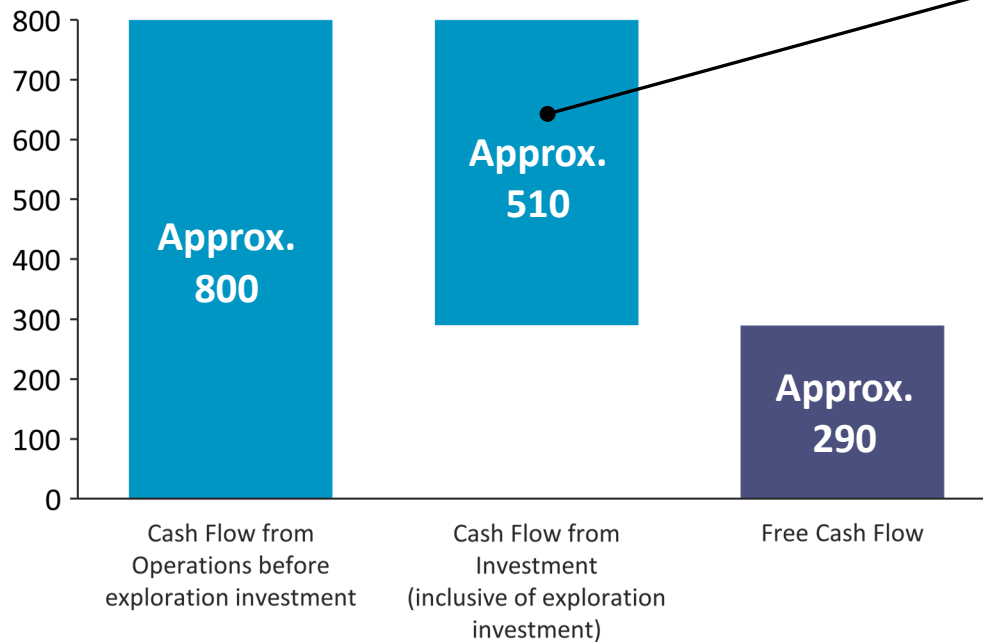 800
700
600
500
400
300
200
100
0
Approx.
800
Approx.
510
Approx.
290
Cash Flow from
Operations before
exploration investment
Cash Flow from
Investment
(inclusive of exploration
investment)
Free Cash Flow